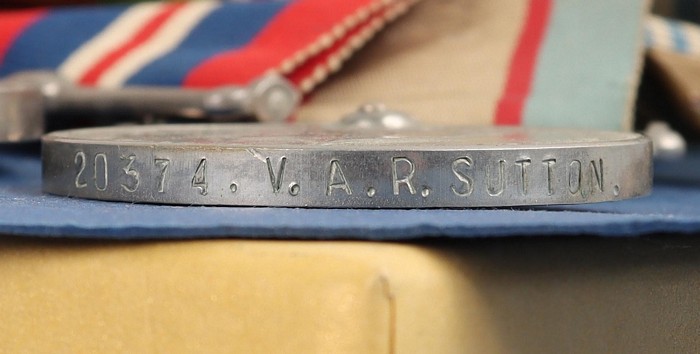 20374. V. A. R. SUTTON.